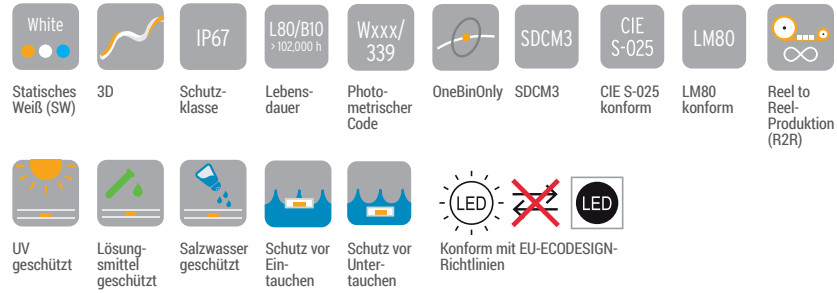 White
IP67
L80/B10
> 102,000 h
Wxxx/
339
SDCM3
CIE
S-025
LM80
Statisches
Weiß (SW)
3D
Schutz-
klasse
Lebens-
dauer
Photo-
metrischer
Code
OneBinOnly
SDCM3
CIE S-025
konform
LM80
konform
Reel to
Reel-
Produktion
(R2R)
LED
LED
UV
geschützt
Lösung-
smittel
geschützt
Salzwasser
geschützt
Schutz vor
Ein-
tauchen
Schutz vor
Unter-
tauchen
Konform mit EU-ECODESIGN-
Richtlinien